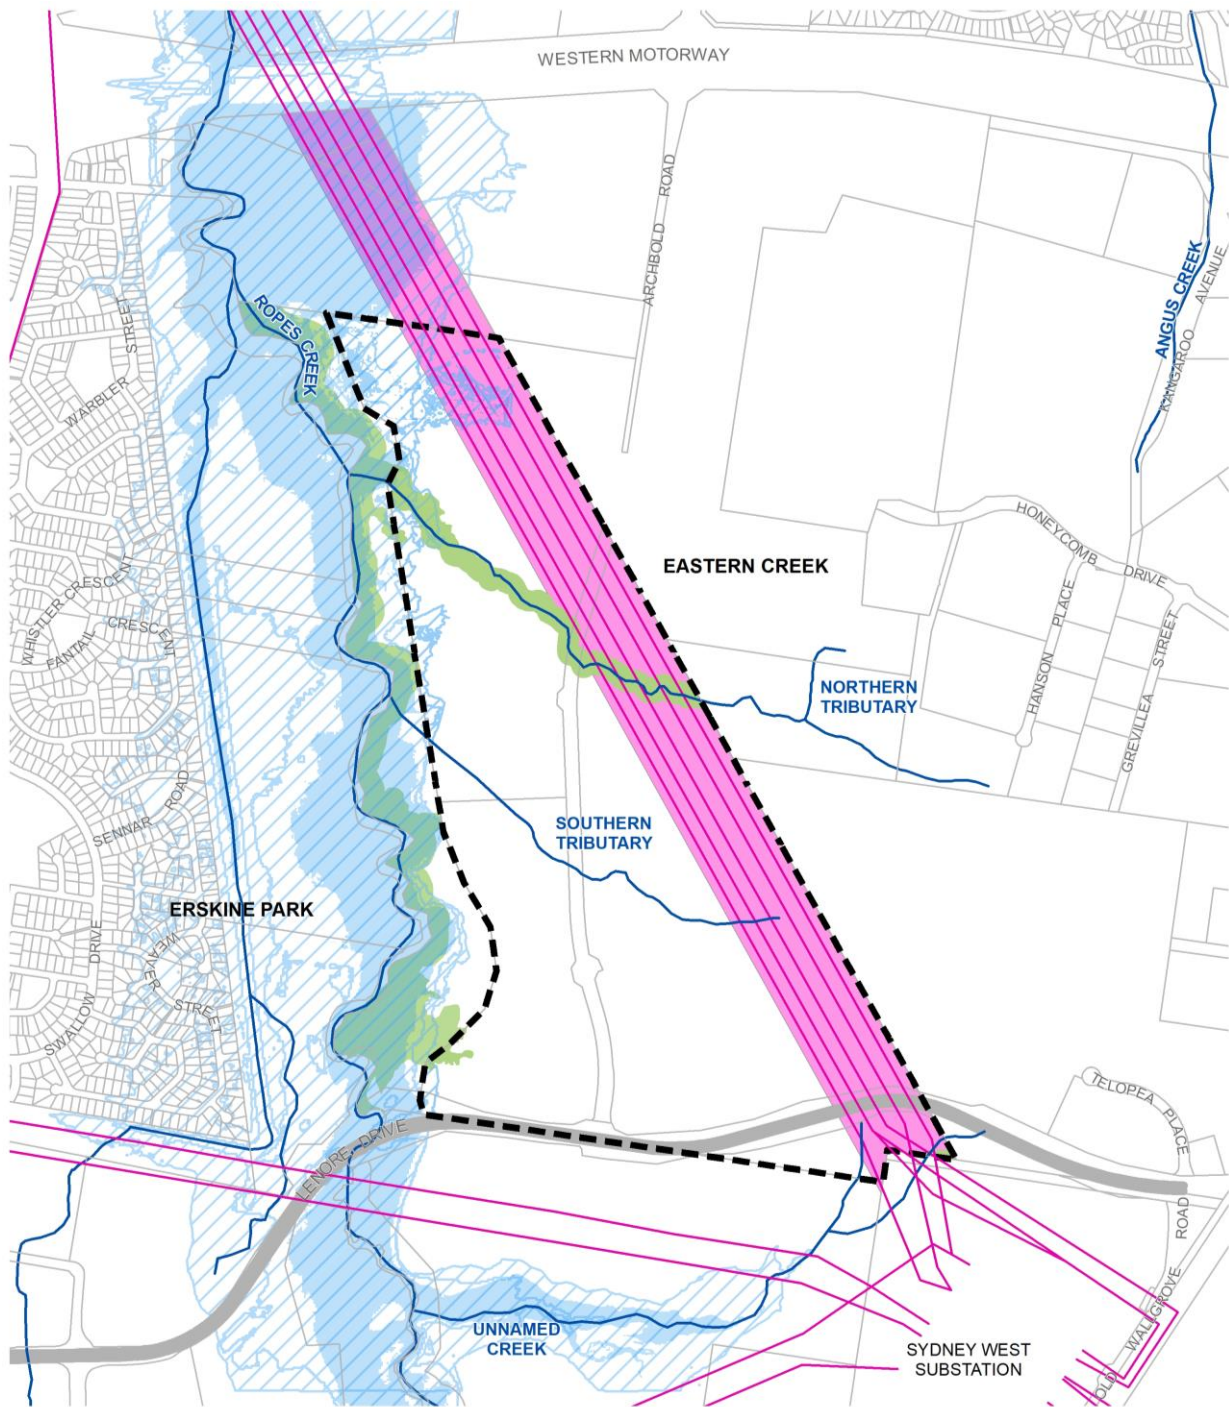 WESTERN MOTORWAY
ARCHBOLD ROAD
ANGUS CREEK
KANGAROO AVENUE
STREET
ROPES CREEK
WARBLER
HONEYCOMB DRIVE
EASTERN CREEK
WHISTLER CRESCENT
FANTAIL CRESCENT
HANSON PLACE
GREVILLEA STREET
NORTHERN
TRIBUTARY
SENNAR ROAD
SOUTHERN
TRIBUTARY
ERSKINE PARK
WEAVER STREET
SWALLOW DRIVE
TELOPEA PLACE
LENORE DRIVE
OLD WALLGROVE ROAD
UNNAMED
CREEK
SYDNEY WEST
SUBSTATION